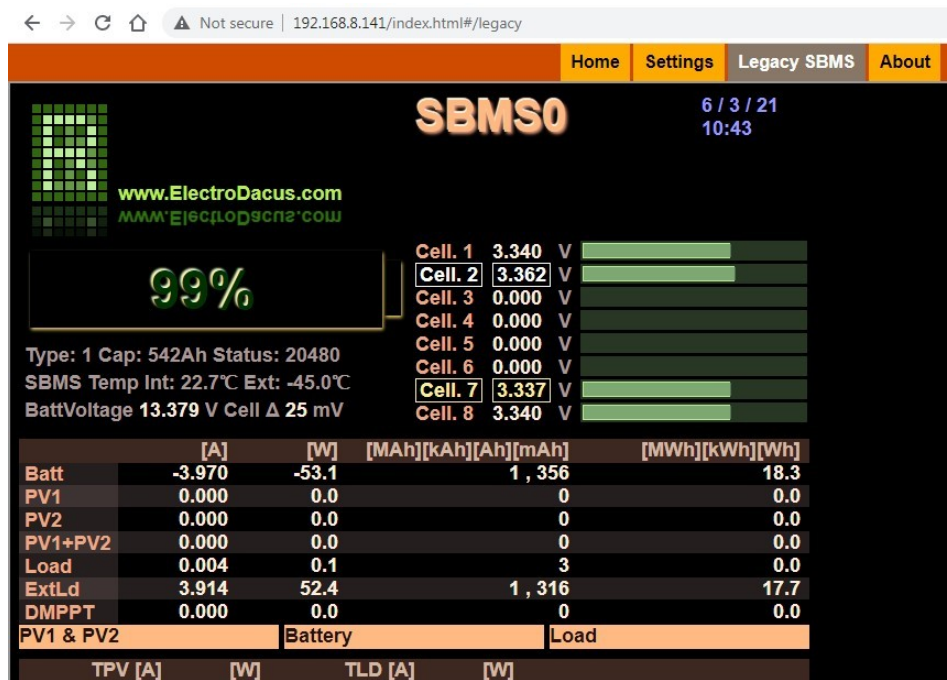 Not secure | 192.168.8.141/index.html#/legacy
Home Settings Legacy SBMS About
SBMS0
6 / 3 / 21
10:43
www.ElectroDacus.com
99%
Cell. 1 3.340 V
Cell. 2 3.362 V
Cell. 3 0.000 V
Cell. 4 0.000 V
Cell. 5 0.000 V
Cell. 6 0.000 V
Cell. 7 3.337 V
Cell. 8 3.340 V
Type: 1 Cap: 542Ah Status: 20480
SBMS Temp Int: 22.7℃ Ext: -45.0℃
BattVoltage 13.379 V Cell Δ 25 mV
[A] [W] [MAh][kAh][Ah][mAh] [MWh][kWh][Wh]
Batt -3.970 -53.1 1 , 356 18.3
PV1 0.000 0.0 0 0.0
PV2 0.000 0.0 0 0.0
PV1+PV2 0.000 0.0 0 0.0
Load 0.004 0.1 3 0.0
ExtLd 3.914 52.4 1 , 316 17.7
DMPPT 0.000 0.0 0 0.0
PV1 & PV2 Battery Load
TPV [A] [W] TLD [A] [W]